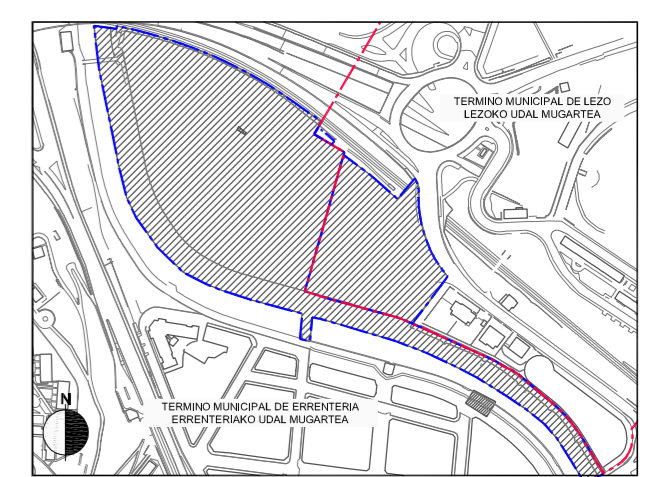 TERMINO MUNICIPAL DE LEZO
LEZOKO UDAL MUGARTEA
TERMINO MUNICIPAL DE ERRENTERIA
ERRENTERIAKO UDAL MUGARTEA
N